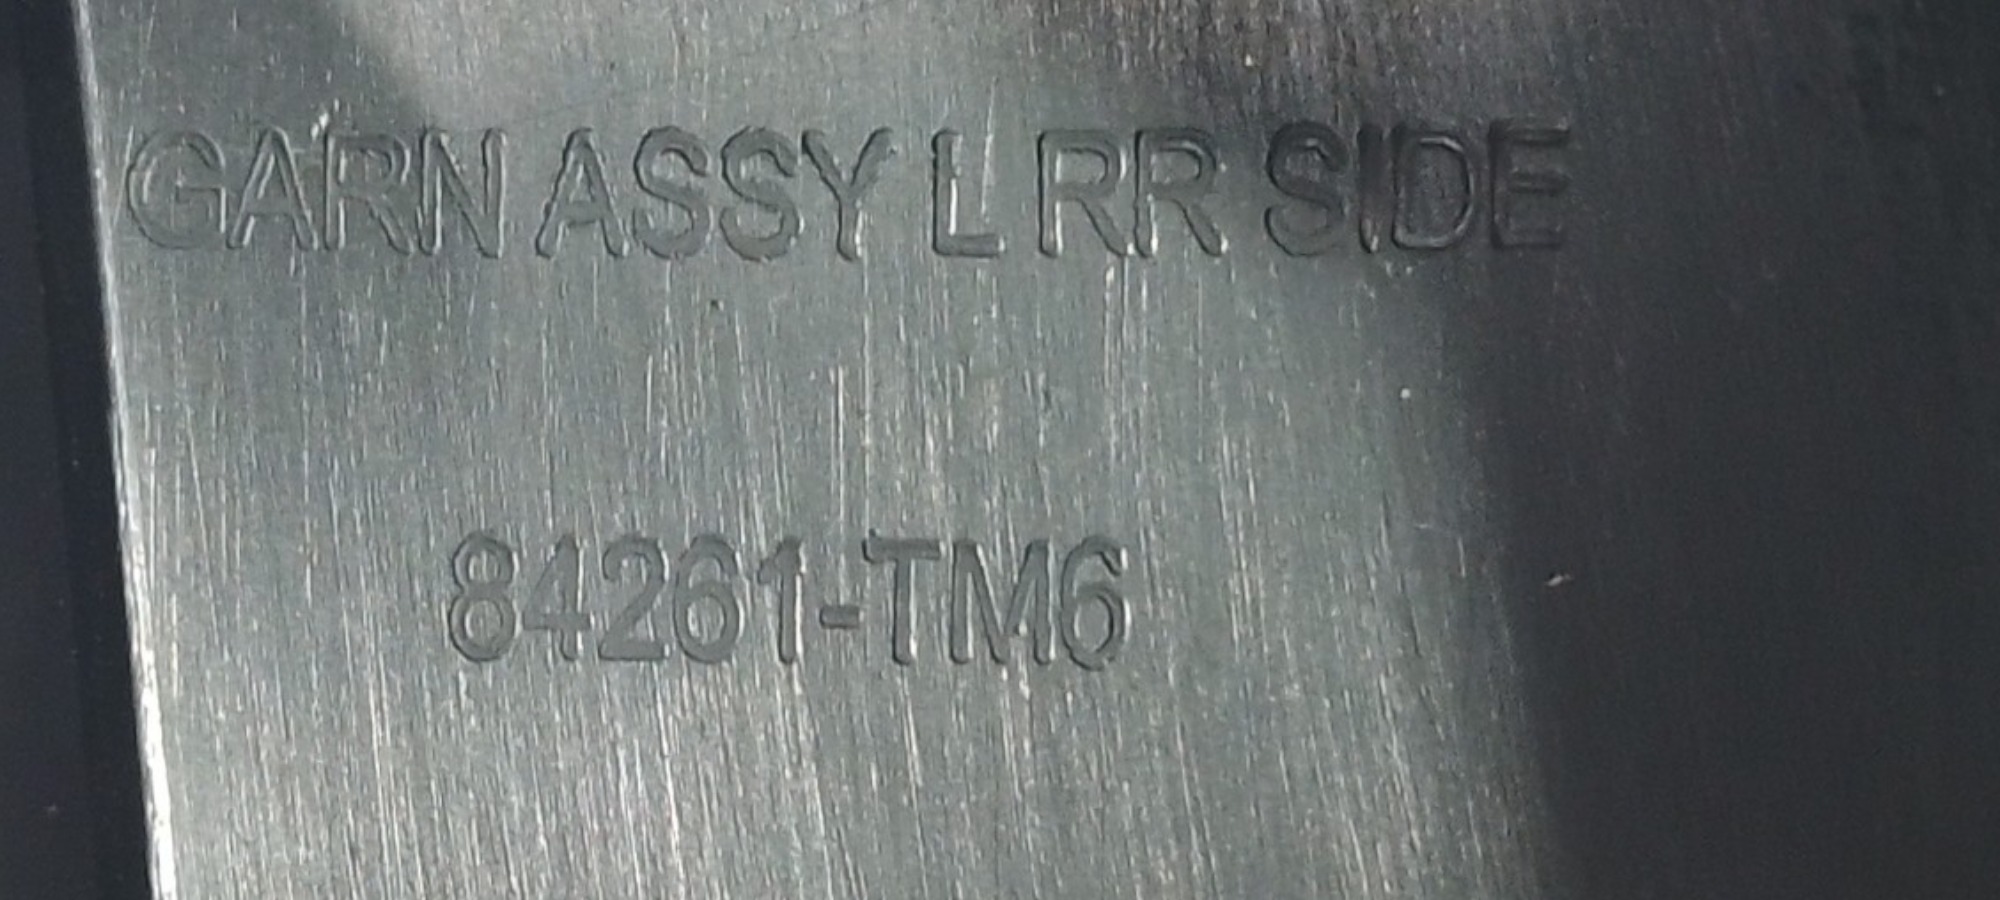 GARN ASSY L RR SIDE
84261-TM6